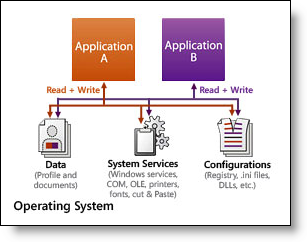 Application
A
Application
B
Read + Write
Read + Write
Data
(Profile and
documents)
System Services
(Windows services,
COM, OLE, printers,
fonts, cut & Paste)
Configurations
(Registry, .ini files,
DLLs, etc.)
Operating System